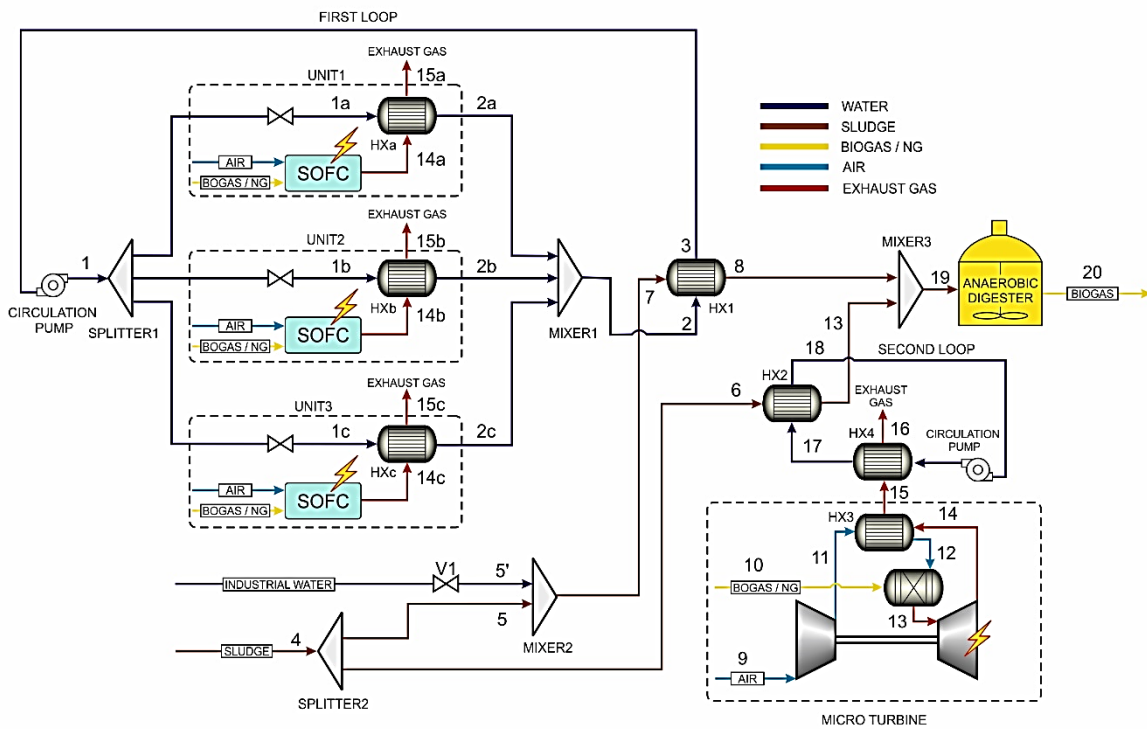 FIRST LOOP
EXHAUST GAS
15a
UNIT1
1a
2a
HXa
14a
AIR
BOGAS / NG
SOFC
WATER
SLUDGE
BIOGAS / NG
AIR
EXHAUST GAS
EXHAUST GAS
15b
UNIT2
1b
2b
HXb
14b
AIR
BOGAS / NG
SOFC
1
CIRCULATION
PUMP
SPLITTER1
MIXER1
3
7
8
2
HX1
MIXER3
19
ANAEROBIC
DIGESTER
20
BIOGAS
13
18
SECOND LOOP
HX2
6
EXHAUST
GAS
17
16
HX4
CIRCULATION
PUMP
15
EXHAUST GAS
15c
UNIT3
1c
2c
HXc
14c
AIR
BOGAS / NG
SOFC
HX3
14
11
12
10
BOGAS / NG
13
9
AIR
MICRO TURBINE
INDUSTRIAL WATER
V1
5'
5
MIXER2
SLUDGE
4
SPLITTER2